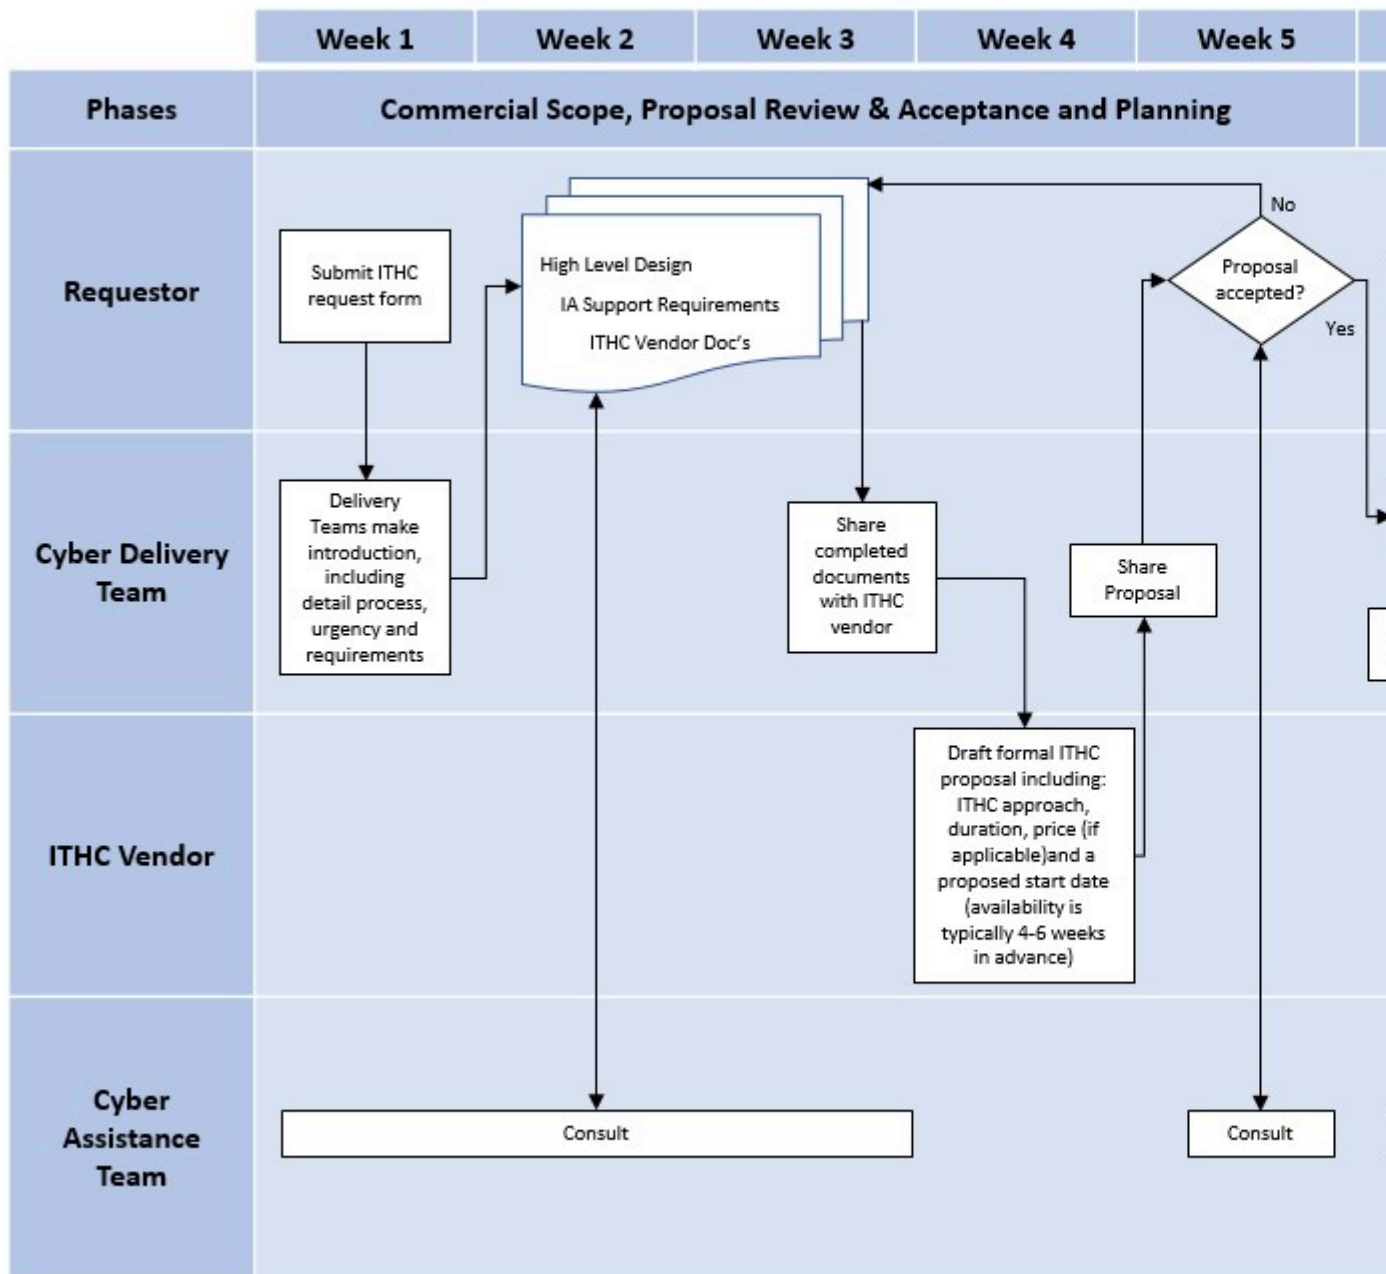 Week 1
Week 2
Week 3
Week 4
Week 5
Phases
Commercial Scope, Proposal Review & Acceptance and Planning
Requestor
Submit ITHC
request form
High Level Design
IA Support Requirements
ITHC Vendor Doc's
No
Proposal
accepted?
Yes
Cyber Delivery
Team
Delivery
Teams make
introduction,
including
detail process,
urgency and
requirements
Share
completed
documents
with ITHC
vendor
Share
Proposal
ITHC Vendor
Draft formal ITHC
proposal including:
ITHC approach,
duration, price (if
applicable)and a
proposed start date
(availability is
typically 4-6 weeks
in advance)
Cyber
Assistance
Team
Consult
Consult